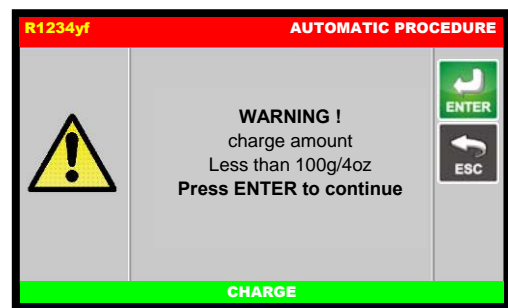 R1234yf AUTOMATIC PROCEDURE
WARNING !
charge amount
Less than 100g/4oz
Press ENTER to continue
ENTER
ESC
CHARGE